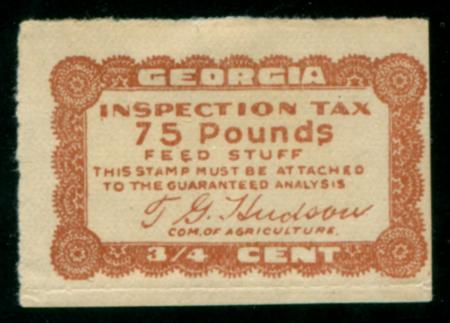 GEORGIA
INSPECTION TAX
75 Pounds
FEED STUFF
THIS STAMP MUST BE ATTACHED
TO THE GUARANTEED ANALYSIS
T. G. Hudson
COM. OF AGRICULTURE.
3/4 CENT